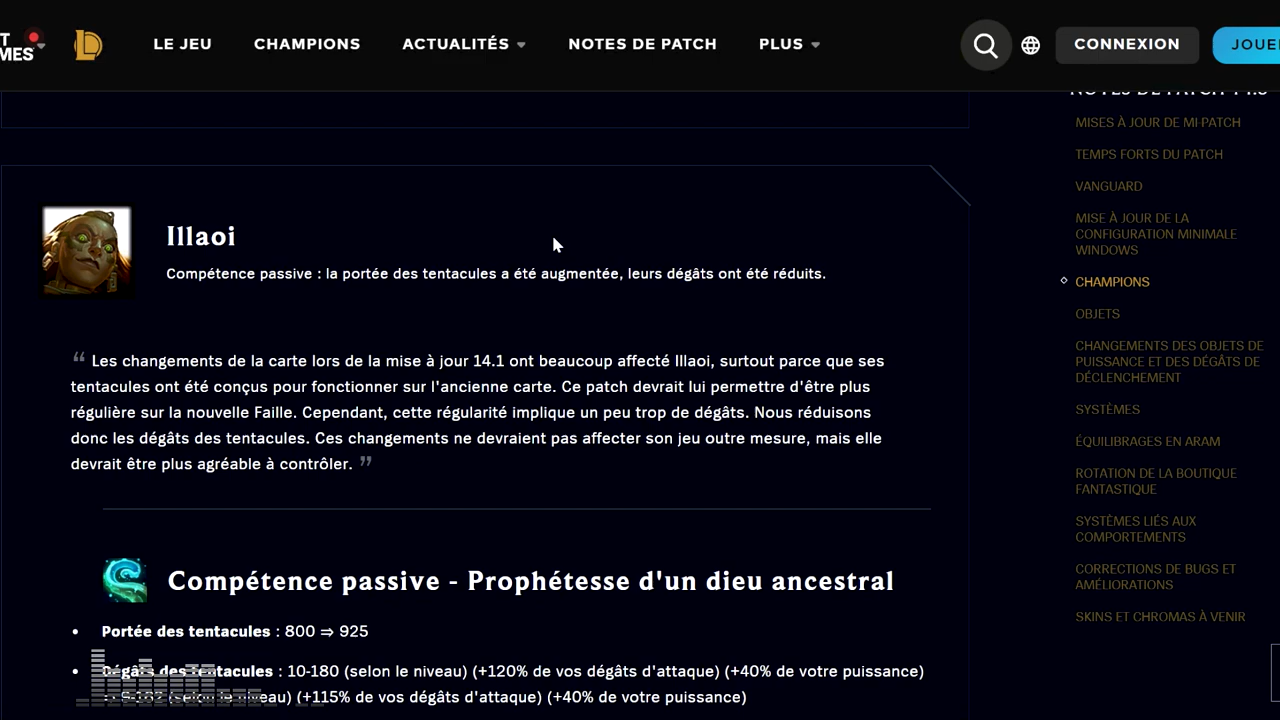 LE JEU
CHAMPIONS
ACTUALITÉS
NOTES DE PATCH
PLUS
CONNEXION
MISES À JOUR DE MI-PATCH
TEMPS FORTS DU PATCH
VANGUARD
MISE À JOUR DE LA
CONFIGURATION MINIMALE
WINDOWS
CHAMPIONS
OBJETS
CHANGEMENTS DES OBJETS DE
PUISSANCE ET DES DÉGÂTS DE
DÉCLENCHEMENT
SYSTÈMES
ÉQUILIBRAGES EN ARAM
ROTATION DE LA BOUTIQUE
FANTASTIQUE
SYSTÈMES LIÉS AUX
COMPORTEMENTS
CORRECTIONS DE BUGS ET
AMÉLIORATIONS
SKINS ET CHROMAS À VENIR
Illaoi
Compétence passive : la portée des tentacules a été augmentée, leurs dégâts ont été réduits.
“ Les changements de la carte lors de la mise à jour 14.1 ont beaucoup affecté Illaoi, surtout parce que ses
tentacules ont été conçus pour fonctionner sur l'ancienne carte. Ce patch devrait lui permettre d'être plus
régulière sur la nouvelle Faille. Cependant, cette régularité implique un peu trop de dégâts. Nous réduisons
donc les dégâts des tentacules. Ces changements ne devraient pas affecter son jeu outre mesure, mais elle
devrait être plus agréable à contrôler. ”
Compétence passive - Prophétesse d'un dieu ancestral
• Portée des tentacules : 800 ⇒ 925
• Dégâts des tentacules : 10-180 (selon le niveau) (+120% de vos dégâts d'attaque) (+40% de votre puissance)
(selon le niveau) (+115% de vos dégâts d'attaque) (+40% de votre puissance)